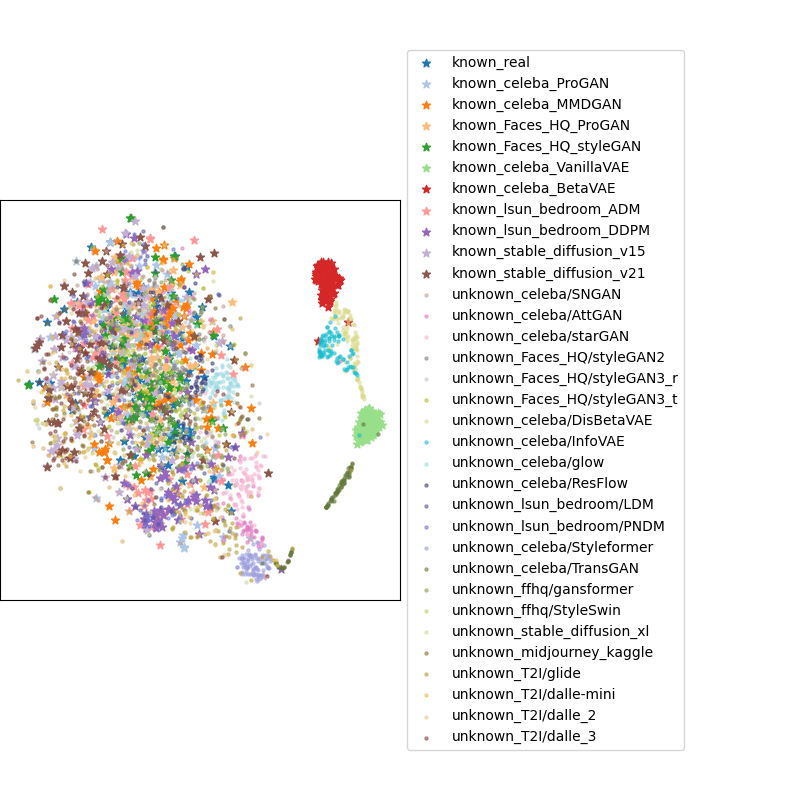 known_real
known_celeba_ProGAN
known_celeba_MMDGAN
known_Faces_HQ_ProGAN
known_Faces_HQ_styleGAN
known_celeba_VanillaVAE
known_celeba_BetaVAE
known_lsun_bedroom_ADM
known_lsun_bedroom_DDPM
known_stable_diffusion_v15
known_stable_diffusion_v21
unknown_celeba/SNGAN
unknown_celeba/AttGAN
unknown_celeba/starGAN
unknown_Faces_HQ/styleGAN2
unknown_Faces_HQ/styleGAN3_r
unknown_Faces_HQ/styleGAN3_t
unknown_celeba/DisBetaVAE
unknown_celeba/InfoVAE
unknown_celeba/glow
unknown_celeba/ResFlow
unknown_lsun_bedroom/LDM
unknown_lsun_bedroom/PNDM
unknown_celeba/Styleformer
unknown_celeba/TransGAN
unknown_ffhq/gansformer
unknown_ffhq/StyleSwin
unknown_stable_diffusion_xl
unknown_midjourney_kaggle
unknown_T2I/glide
unknown_T2I/dalle-mini
unknown_T2I/dalle_2
unknown_T2I/dalle_3